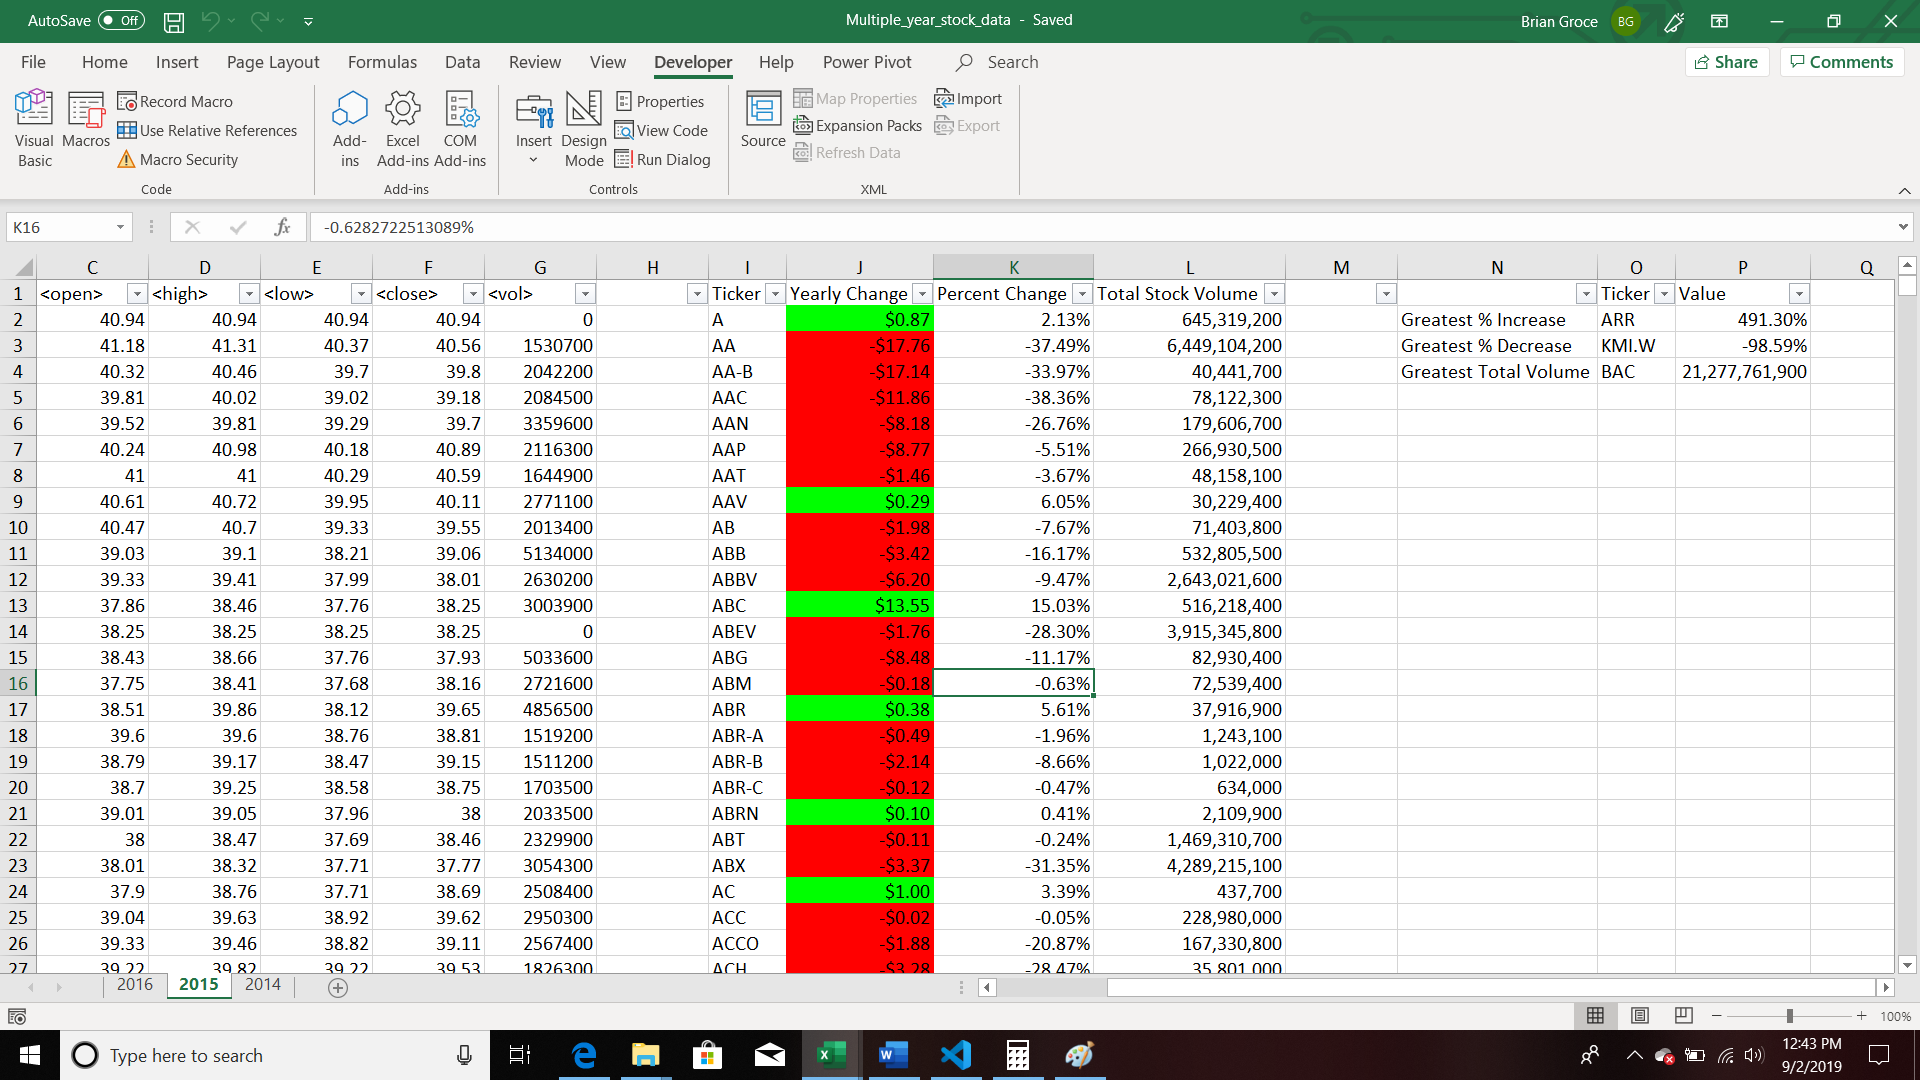 AutoSave Off Multiple_year_stock_data - Saved Brian Groce BG
File Home Insert Page Layout Formulas Data Review View Developer Help Power Pivot Search Share Comments
Visual Basic
Macros
Record Macro
Use Relative References
Macro Security
Code
Add-ins
Excel Add-ins
COM Add-ins
Add-ins
Insert
Design Mode
Properties
View Code
Run Dialog
Controls
Source
Map Properties
Expansion Packs
Refresh Data
Import
Export
XML
K16 fx -0.6282722513089%
C D E F G H I J K L M N O P Q
1 <open> <high> <low> <close> <vol> Ticker Yearly Change Percent Change Total Stock Volume Ticker Value
2 40.94 40.94 40.94 40.94 0 A $0.87 2.13% 645,319,200 Greatest % Increase ARR 491.30%
3 41.18 41.31 40.37 40.56 1530700 AA -$17.76 -37.49% 6,449,104,200 Greatest % Decrease KMI.W -98.59%
4 40.32 40.46 39.7 39.8 2042200 AA-B -$17.14 -33.97% 40,441,700 Greatest Total Volume BAC 21,277,761,900
5 39.81 40.02 39.02 39.18 2084500 AAC -$11.86 -38.36% 78,122,300
6 39.52 39.81 39.29 39.7 3359600 AAN -$8.18 -26.76% 179,606,700
7 40.24 40.98 40.18 40.89 2116300 AAP -$8.77 -5.51% 266,930,500
8 41 41 40.29 40.59 1644900 AAT -$1.46 -3.67% 48,158,100
9 40.61 40.72 39.95 40.11 2771100 AAV $0.29 6.05% 30,229,400
10 40.47 40.7 39.33 39.55 2013400 AB -$1.98 -7.67% 71,403,800
11 39.03 39.1 38.21 39.06 5134000 ABB -$3.42 -16.17% 532,805,500
12 39.33 39.41 37.99 38.01 2630200 ABBV -$6.20 -9.47% 2,643,021,600
13 37.86 38.46 37.76 38.25 3003900 ABC $13.55 15.03% 516,218,400
14 38.25 38.25 38.25 38.25 0 ABEV -$1.76 -28.30% 3,915,345,800
15 38.43 38.66 37.76 37.93 5033600 ABG -$8.48 -11.17% 82,930,400
16 37.75 38.41 37.68 38.16 2721600 ABM -$0.18 -0.63% 72,539,400
17 38.51 39.86 38.12 39.65 4856500 ABR $0.38 5.61% 37,916,900
18 39.6 39.6 38.76 38.81 1519200 ABR-A -$0.49 -1.96% 1,243,100
19 38.79 39.17 38.47 39.15 1511200 ABR-B -$2.14 -8.66% 1,022,000
20 38.7 39.25 38.58 38.75 1703500 ABR-C -$0.12 -0.47% 634,000
21 39.01 39.05 37.96 38 2033500 ABRN $0.10 0.41% 2,109,900
22 38 38.47 37.69 38.46 2329900 ABT -$0.11 -0.24% 1,469,310,700
23 38.01 38.32 37.71 37.77 3054300 ABX -$3.37 -31.35% 4,289,215,100
24 37.9 38.76 37.71 38.69 2508400 AC $1.00 3.39% 437,700
25 39.04 39.63 38.92 39.62 2950300 ACC -$0.02 -0.05% 228,980,000
26 39.33 39.46 38.82 39.11 2567400 ACCO -$1.88 -20.87% 167,330,800
27 39.22 39.82 39.22 39.53 1826300 ACH -$3.28 -28.47% 35,801,000
2016 2015 2014
100%
Type here to search
12:43 PM
9/2/2019